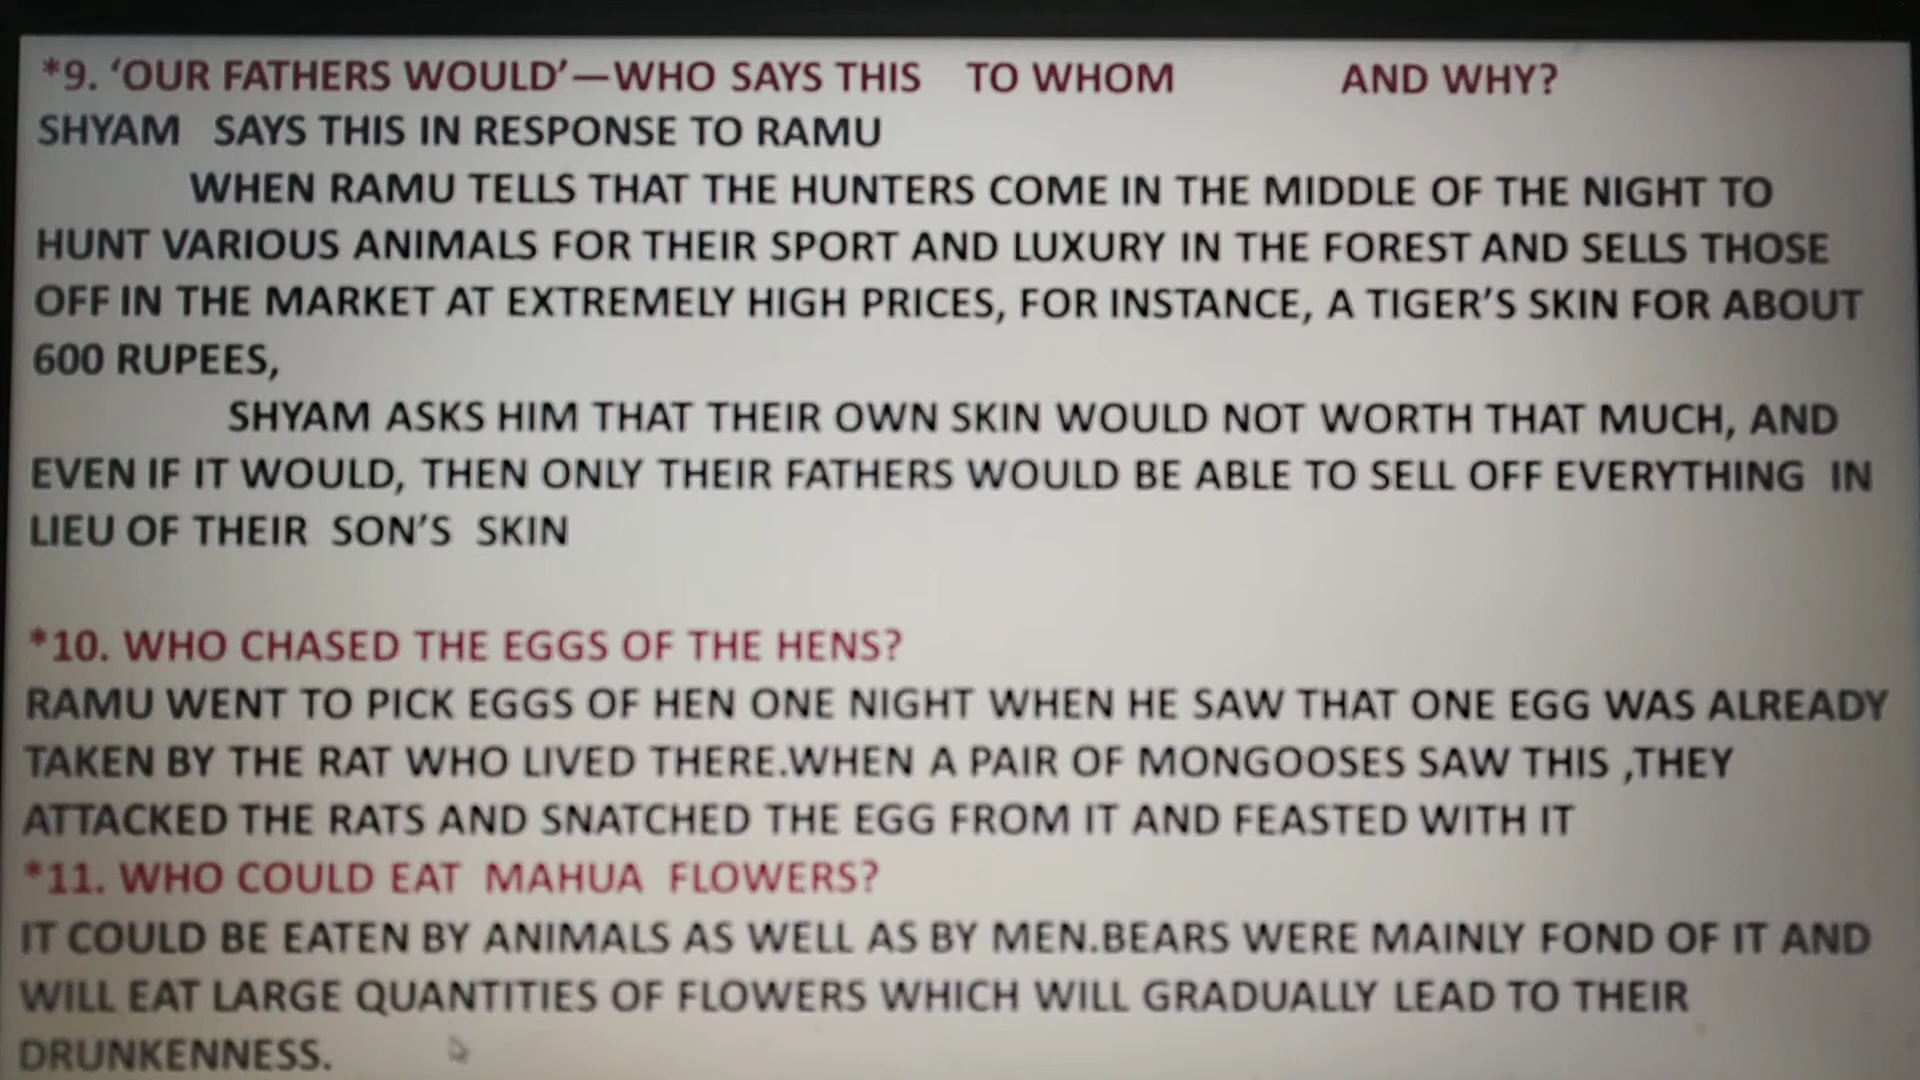 *9. ‘OUR FATHERS WOULD’—WHO SAYS THIS TO WHOM AND WHY?
SHYAM SAYS THIS IN RESPONSE TO RAMU
WHEN RAMU TELLS THAT THE HUNTERS COME IN THE MIDDLE OF THE NIGHT TO
HUNT VARIOUS ANIMALS FOR THEIR SPORT AND LUXURY IN THE FOREST AND SELLS THOSE
OFF IN THE MARKET AT EXTREMELY HIGH PRICES, FOR INSTANCE, A TIGER’S SKIN FOR ABOUT
600 RUPEES,
SHYAM ASKS HIM THAT THEIR OWN SKIN WOULD NOT WORTH THAT MUCH, AND
EVEN IF IT WOULD, THEN ONLY THEIR FATHERS WOULD BE ABLE TO SELL OFF EVERYTHING IN
LIEU OF THEIR SON’S SKIN
*10. WHO CHASED THE EGGS OF THE HENS?
RAMU WENT TO PICK EGGS OF HEN ONE NIGHT WHEN HE SAW THAT ONE EGG WAS ALREADY
TAKEN BY THE RAT WHO LIVED THERE.WHEN A PAIR OF MONGOOSES SAW THIS ,THEY
ATTACKED THE RATS AND SNATCHED THE EGG FROM IT AND FEASTED WITH IT
*11. WHO COULD EAT MAHUA FLOWERS?
IT COULD BE EATEN BY ANIMALS AS WELL AS BY MEN.BEARS WERE MAINLY FOND OF IT AND
WILL EAT LARGE QUANTITIES OF FLOWERS WHICH WILL GRADUALLY LEAD TO THEIR
DRUNKENNESS.